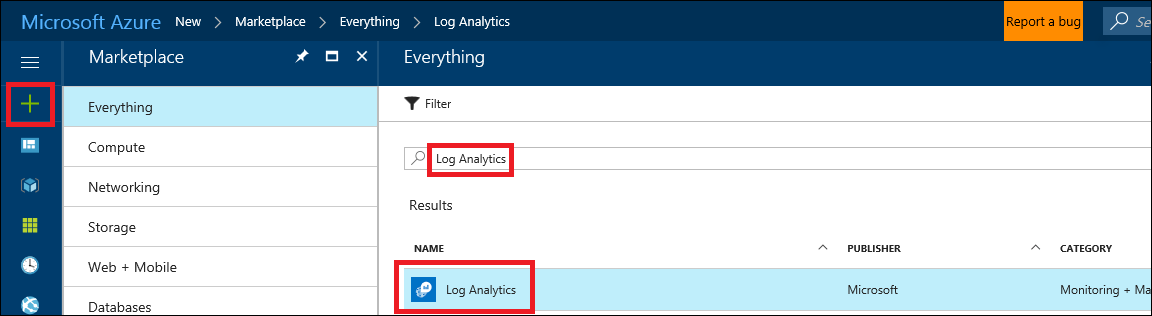 Microsoft Azure New > Marketplace > Everything > Log Analytics Report a bug Se
Marketplace
Everything
Compute
Networking
Storage
Web + Mobile
Databases
Everything
Filter
Log Analytics
Results
NAME PUBLISHER CATEGORY
Log Analytics Microsoft Monitoring + Ma